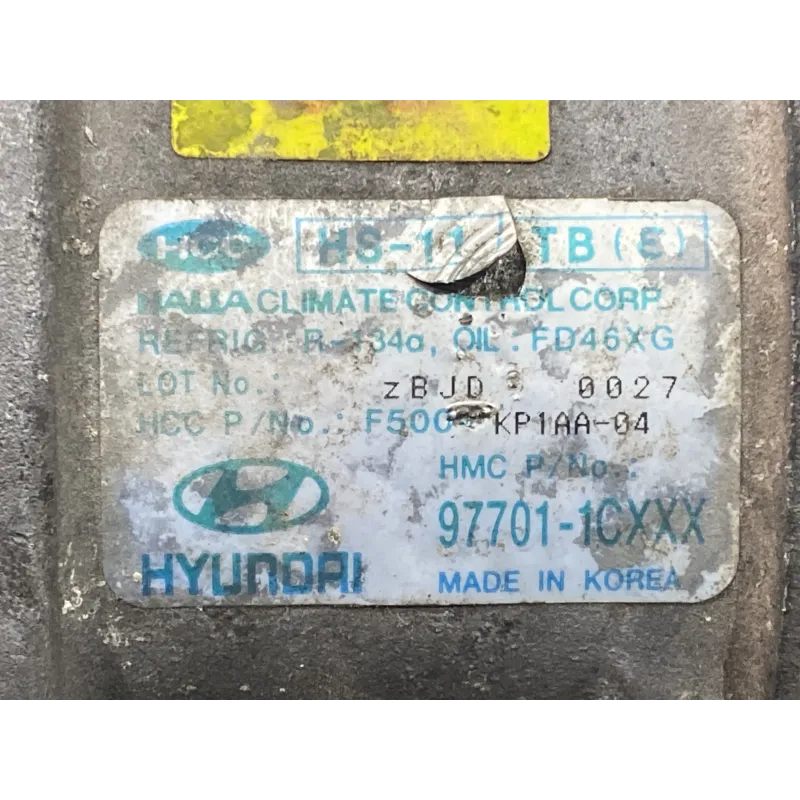 HCC HS-11 TB(S)
HALLA CLIMATE CONTROL CORP
REFRIG.: R-134a, OIL: FD46XG
LOT No.: zBJD 0027
HCC P/No.: F500- KP1AA-04
HMC P/No.:
97701-1CXXX
HYUNDAI MADE IN KOREA